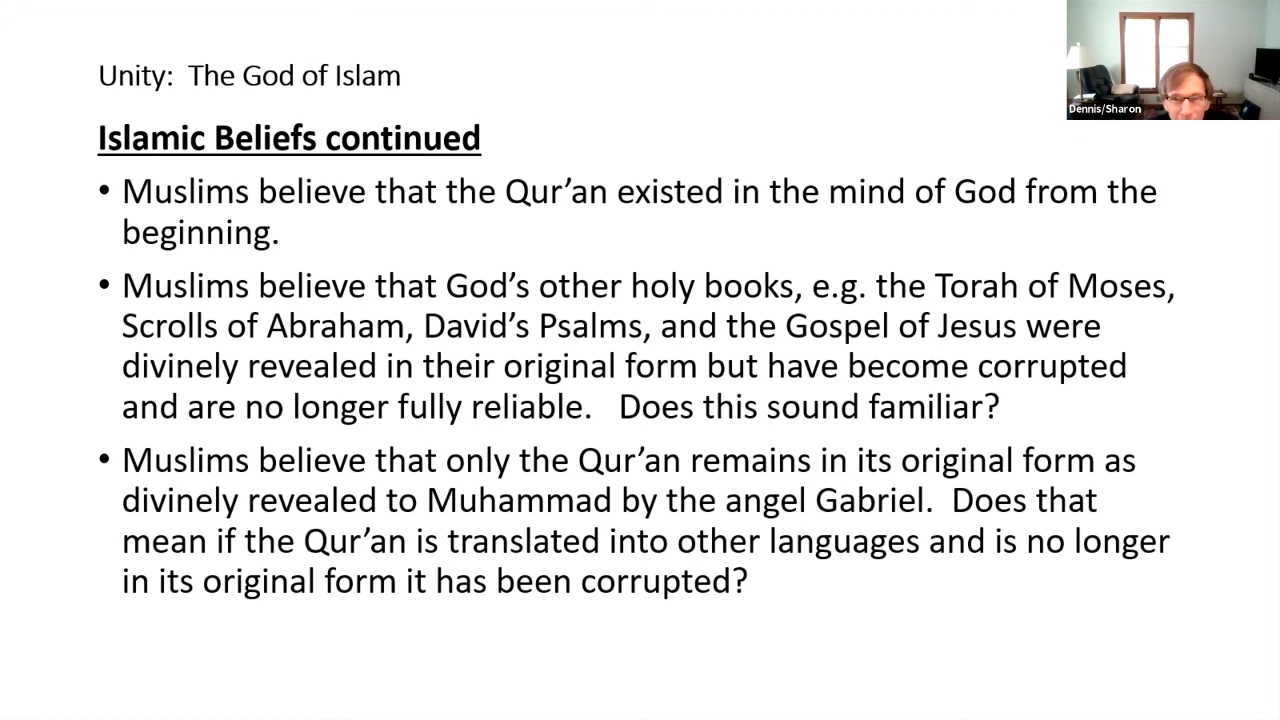 Unity:  The God of Islam
Dennis/Sharon
Islamic Beliefs continued
• Muslims believe that the Qur’an existed in the mind of God from the
beginning.
• Muslims believe that God’s other holy books, e.g. the Torah of Moses,
Scrolls of Abraham, David’s Psalms, and the Gospel of Jesus were
divinely revealed in their original form but have become corrupted
and are no longer fully reliable.   Does this sound familiar?
• Muslims believe that only the Qur’an remains in its original form as
divinely revealed to Muhammad by the angel Gabriel.  Does that
mean if the Qur’an is translated into other languages and is no longer
in its original form it has been corrupted?